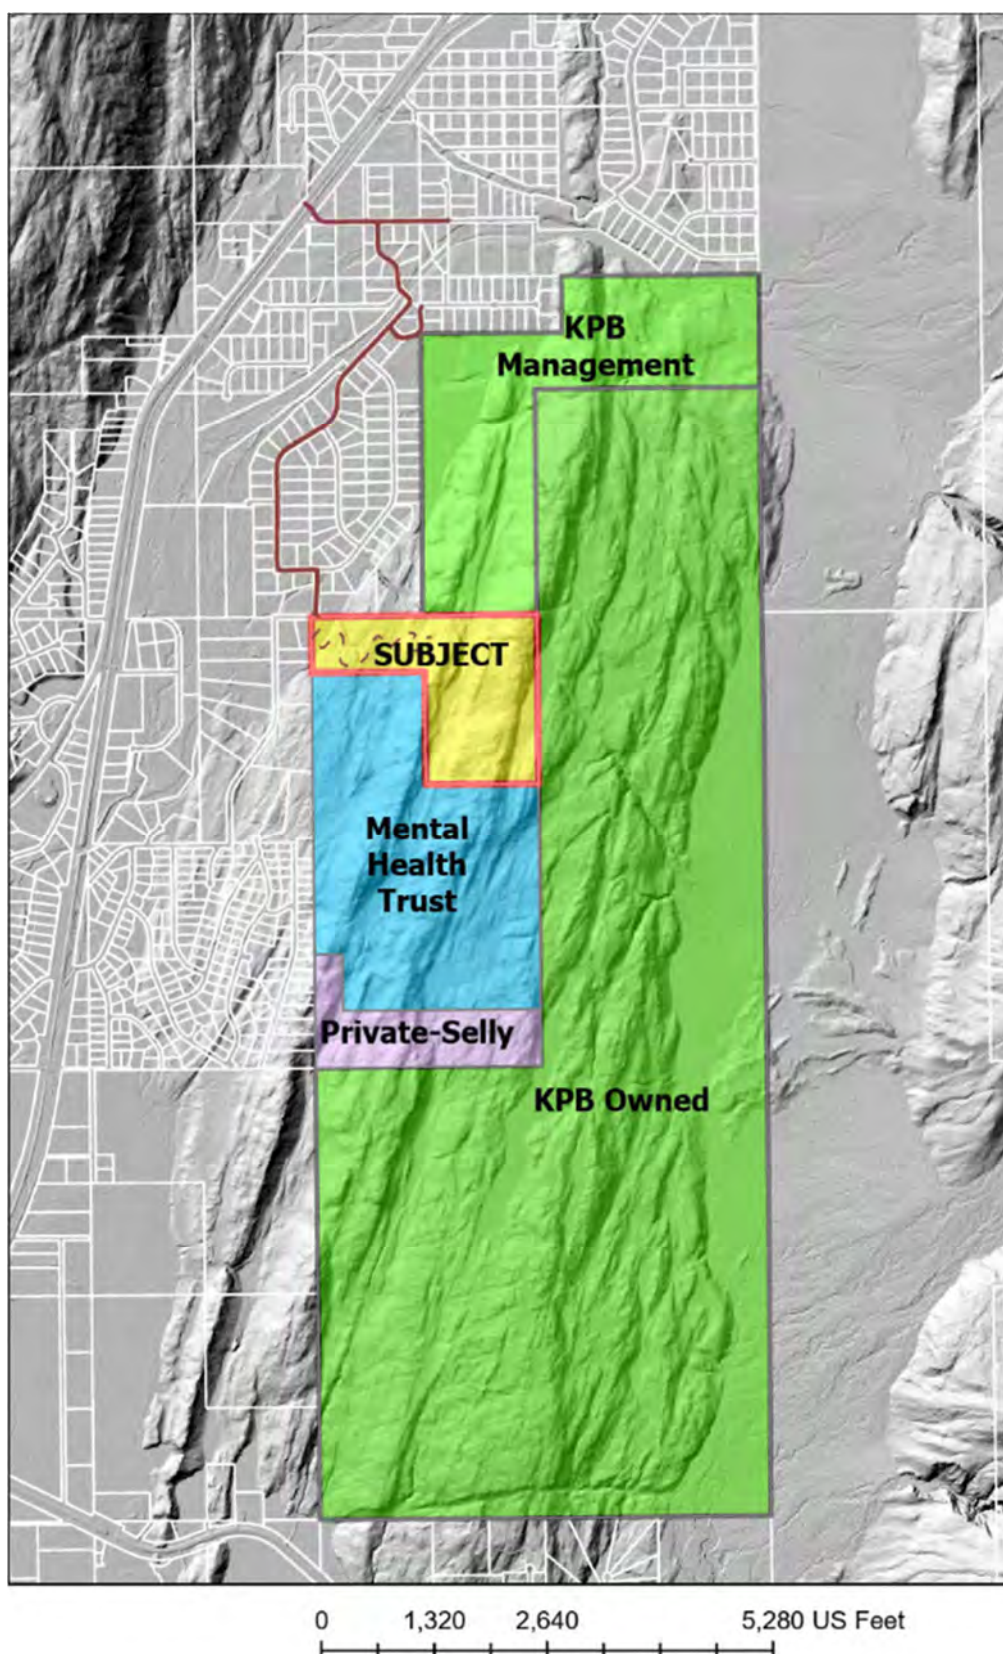 KPB
Management
SUBJECT
Mental
Health
Trust
Private-Selly
KPB Owned
0 1,320 2,640 5,280 US Feet